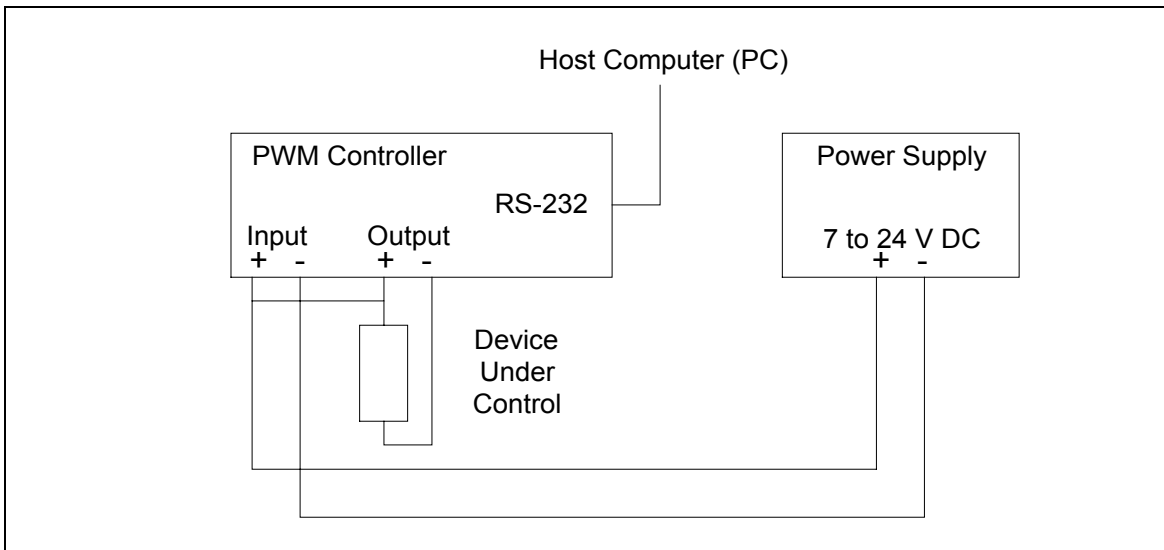 Host Computer (PC)
PWM Controller
RS-232
Input Output
+ - + -
Power Supply
7 to 24 V DC
+ -
Device
Under
Control